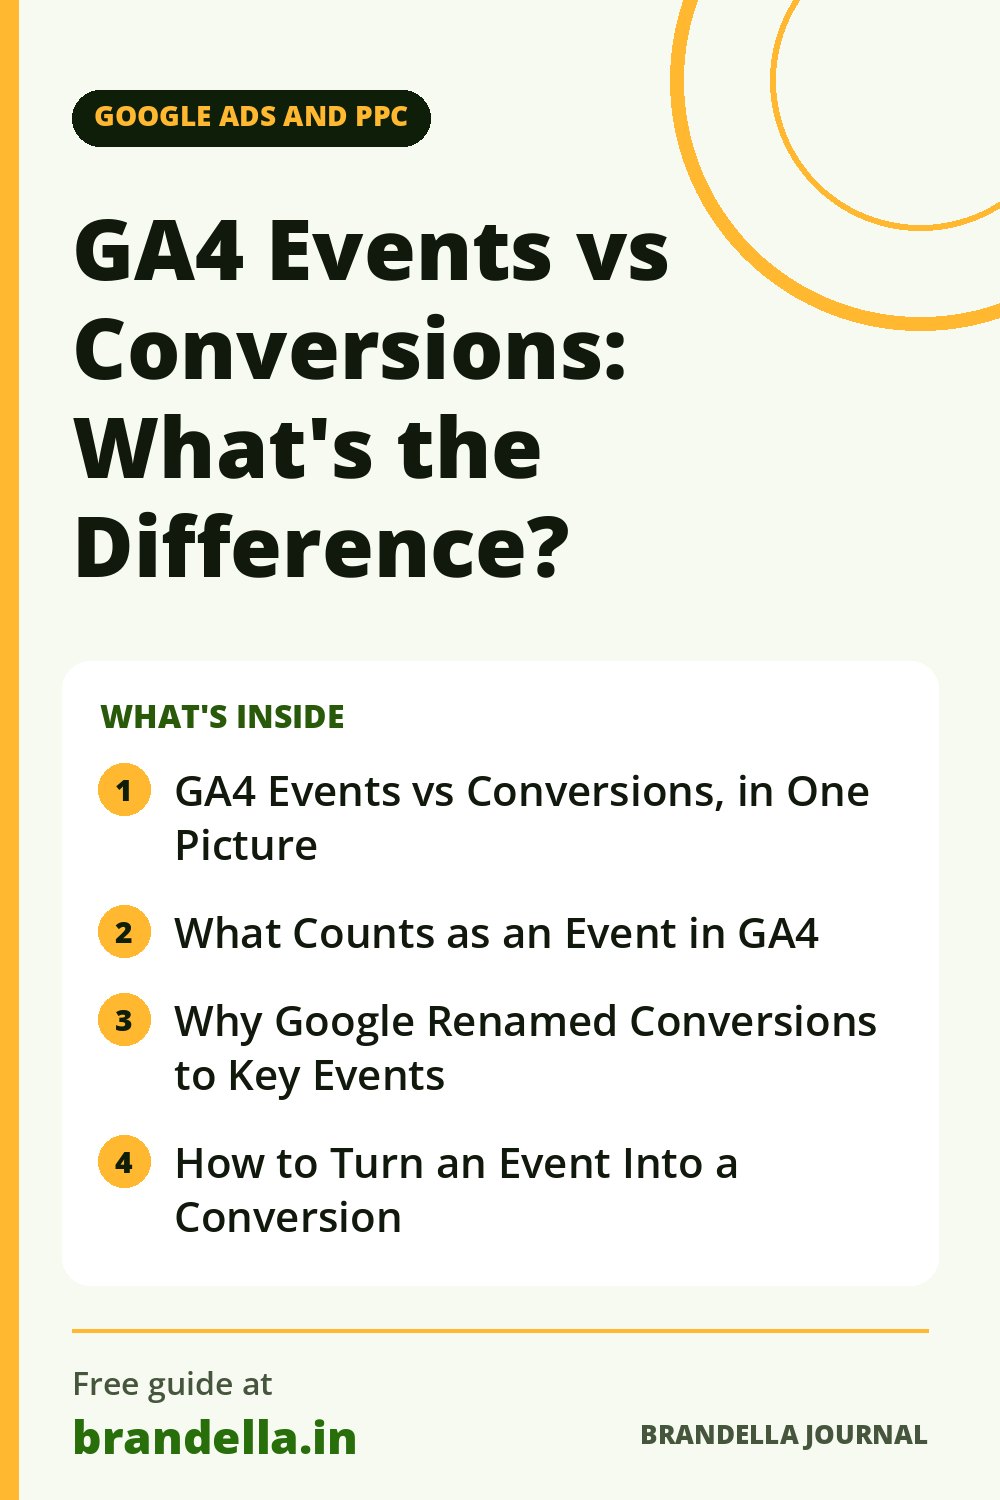 GOOGLE ADS AND PPC
GA4 Events vs
Conversions:
What's the
Difference?
WHAT'S INSIDE
1 GA4 Events vs Conversions, in One
Picture
2 What Counts as an Event in GA4
3 Why Google Renamed Conversions
to Key Events
4 How to Turn an Event Into a
Conversion
Free guide at
brandella.in
BRANDELLA JOURNAL